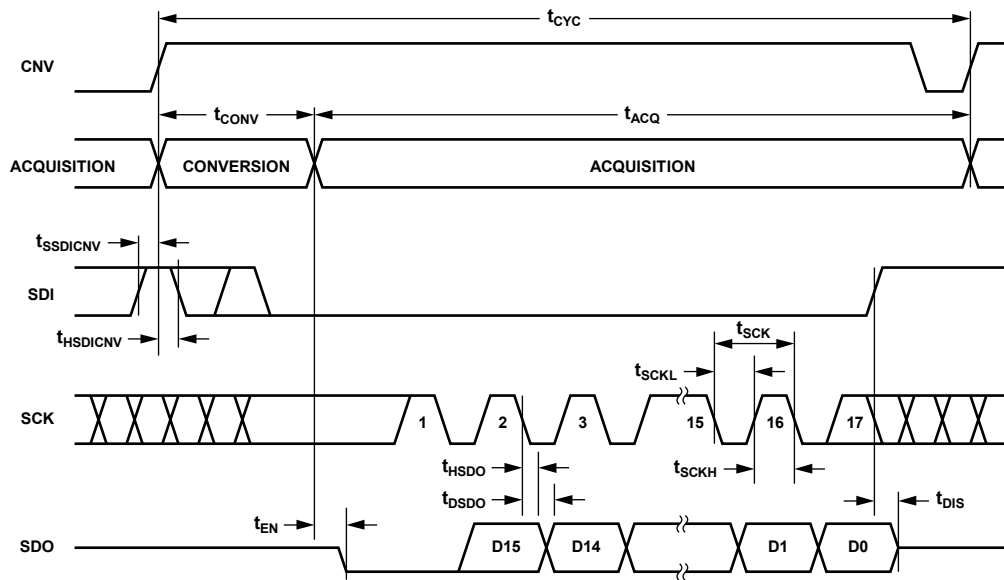 tCYC
CNV
tCONV
tACQ
ACQUISITION CONVERSION ACQUISITION
tSSDICNV
SDI
tHSDICNV
tSCK
tSCKL
SCK 1 2 3 15 16 17
tHSDO
tSCKH
tDSDO
tDIS
tEN
SDO D15 D14 D1 D0